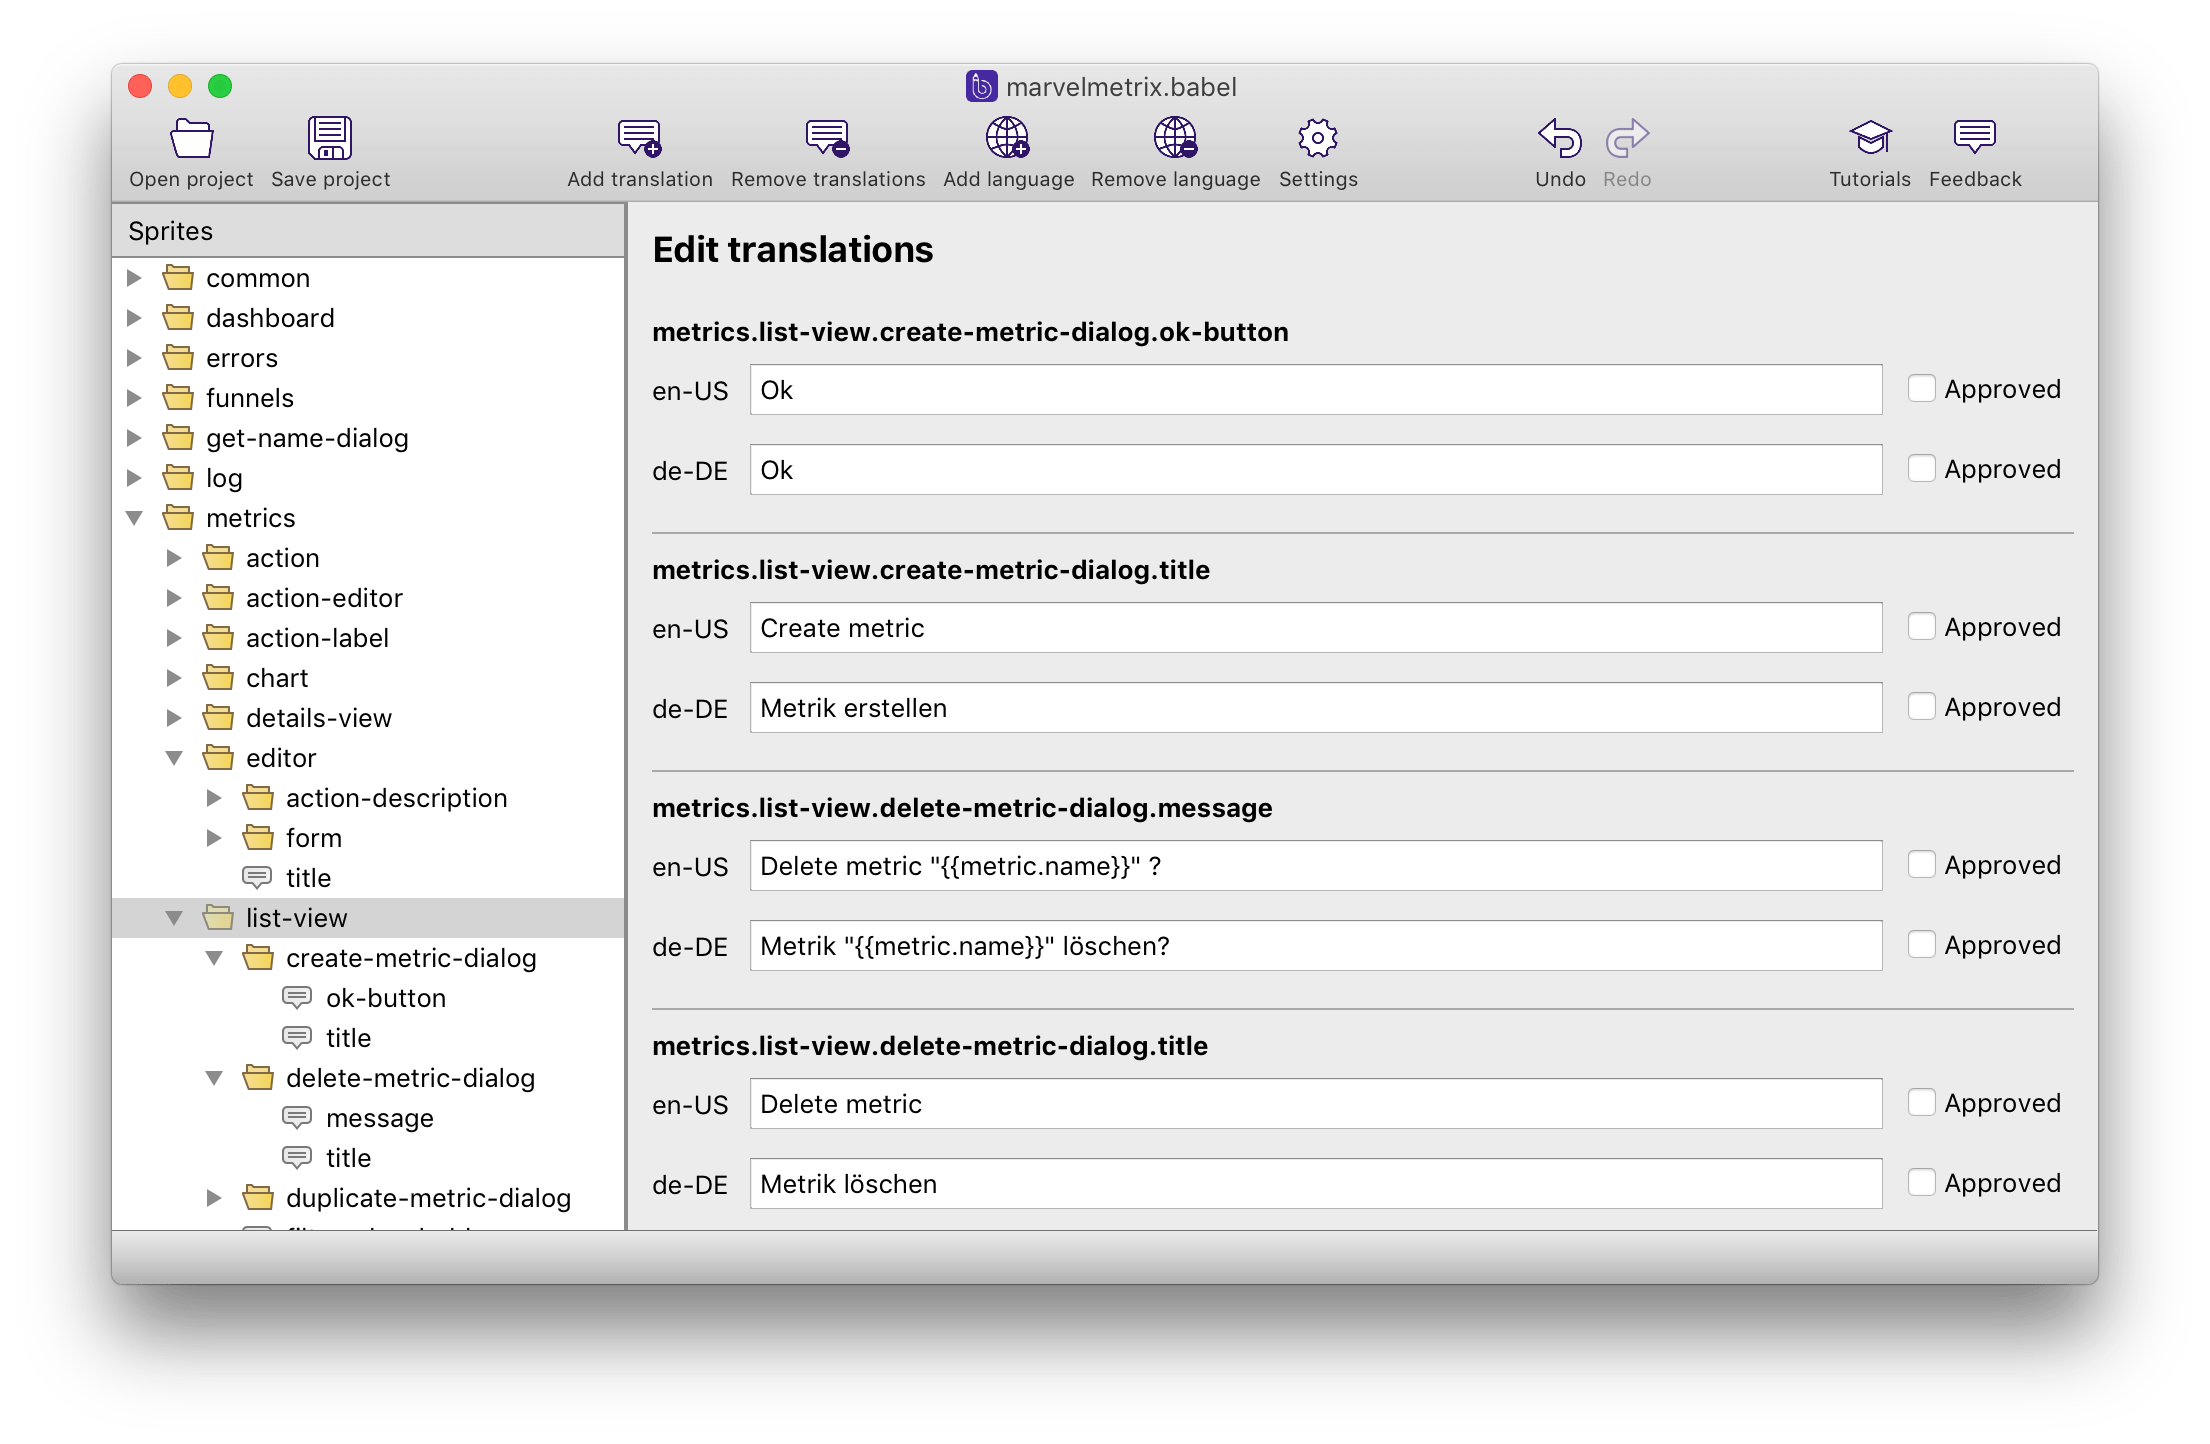 marvelmetrix.babel
Open project
Save project
Add translation
Remove translations
Add language
Remove language
Settings
Undo
Redo
Tutorials
Feedback
Sprites
common
dashboard
errors
funnels
get-name-dialog
log
metrics
action
action-editor
action-label
chart
details-view
editor
action-description
form
title
list-view
create-metric-dialog
ok-button
title
delete-metric-dialog
message
title
duplicate-metric-dialog
Edit translations
metrics.list-view.create-metric-dialog.ok-button
en-US Ok Approved
de-DE Ok Approved
metrics.list-view.create-metric-dialog.title
en-US Create metric Approved
de-DE Metrik erstellen Approved
metrics.list-view.delete-metric-dialog.message
en-US Delete metric "{{metric.name}}" ? Approved
de-DE Metrik "{{metric.name}}" löschen? Approved
metrics.list-view.delete-metric-dialog.title
en-US Delete metric Approved
de-DE Metrik löschen Approved